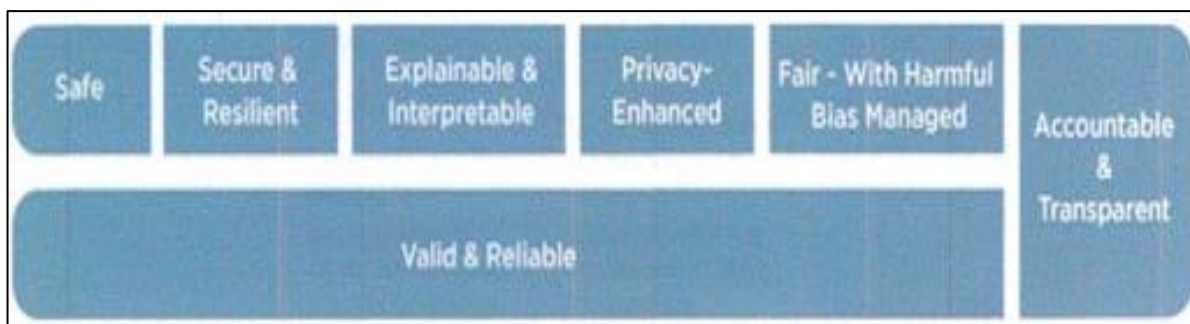 Safe
Secure &
Resilient
Explainable &
Interpretable
Privacy-
Enhanced
Fair - With Harmful
Bias Managed
Accountable
&
Transparent
Valid & Reliable